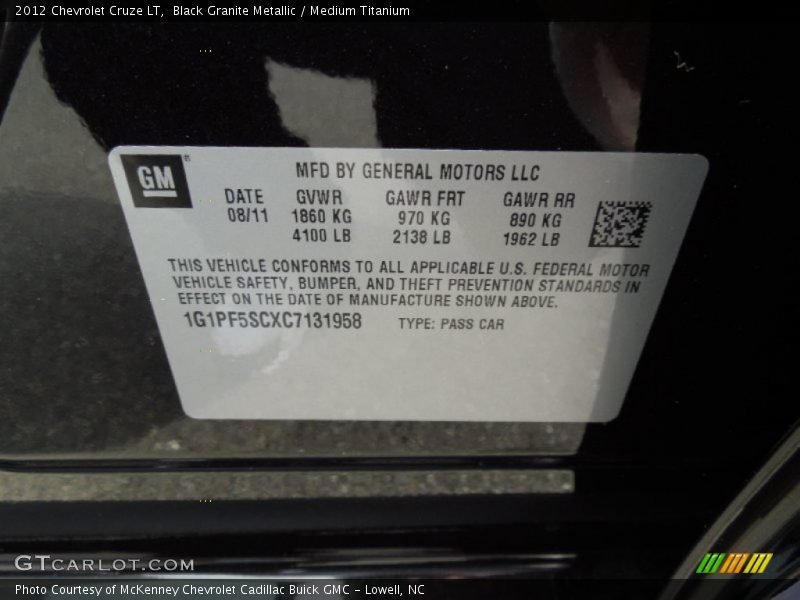 2012 Chevrolet Cruze LT, Black Granite Metallic / Medium Titanium
GM
MFD BY GENERAL MOTORS LLC
DATE GVWR GAWR FRT GAWR RR
08/11 1860 KG 970 KG 890 KG
4100 LB 2138 LB 1962 LB
THIS VEHICLE CONFORMS TO ALL APPLICABLE U.S. FEDERAL MOTOR
VEHICLE SAFETY, BUMPER, AND THEFT PREVENTION STANDARDS IN
EFFECT ON THE DATE OF MANUFACTURE SHOWN ABOVE.
1G1PF5SCXC7131958 TYPE: PASS CAR
GTCARLOT.COM
Photo Courtesy of McKenney Chevrolet Cadillac Buick GMC – Lowell, NC